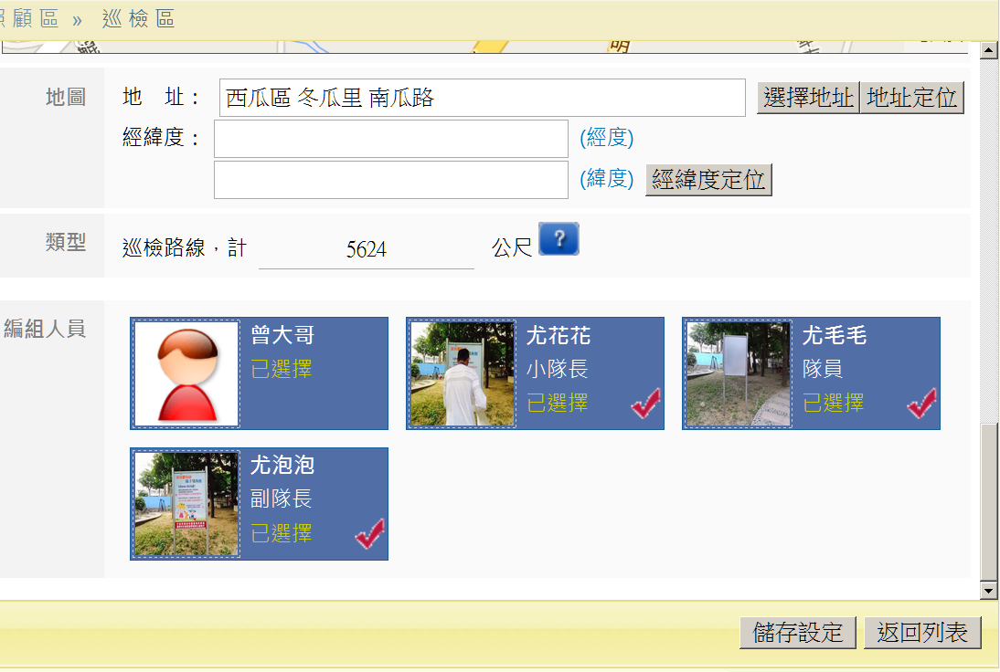 顧區 » 巡檢區
明
地圖
地 址： 西瓜區 冬瓜里 南瓜路 選擇地址 地址定位
經緯度： (經度)
(緯度) 經緯度定位
類型
巡檢路線，計 5624 公尺 ?
編組人員
曾大哥
已選擇
尤花花
小隊長
已選擇
尤毛毛
隊員
已選擇
尤泡泡
副隊長
已選擇
儲存設定 返回列表